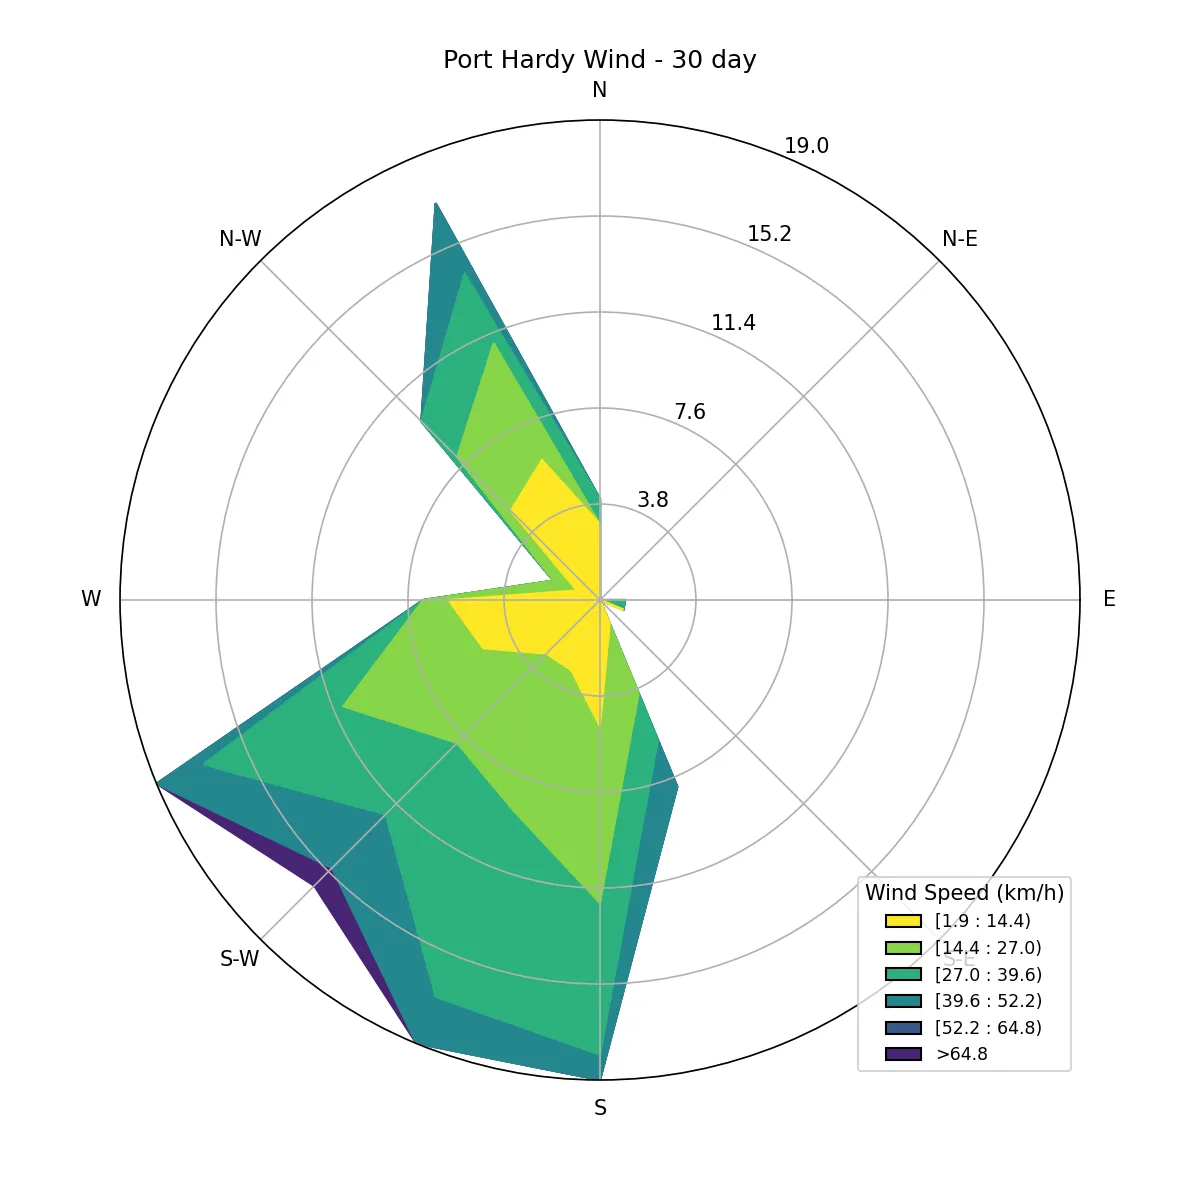 Port Hardy Wind - 30 day
N
19.0
15.2
N-W
N-E
11.4
7.6
3.8
W
E
Wind Speed (km/h)
[1.9 : 14.4)
[14.4 : 27.0)
S-W
S-E
[27.0 : 39.6)
[39.6 : 52.2)
[52.2 : 64.8)
>64.8
S